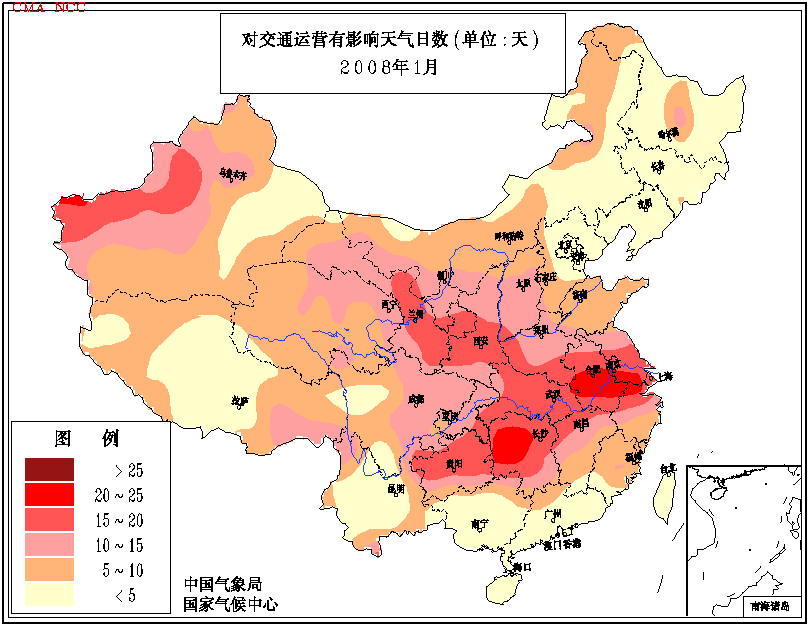 CMA NCC
对交通运营有影响天气日数(单位:天)
2008年1月
乌鲁木齐
哈尔滨
长春
沈阳
呼和浩特
北京
天津
银川
太原
石家庄
济南
西宁
兰州
郑州
西安
合肥
南京
上海
拉萨
成都
重庆
武汉
长沙
南昌
贵阳
福州
台北
昆明
南宁
广州
澳门
香港
海口
图 例
>25
20~25
15~20
10~15
5~10
<5
中国气象局
国家气候中心
南海诸岛